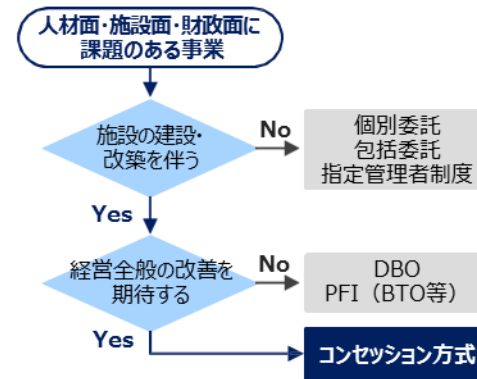 人材面・施設面・財政面に
課題のある事業
施設の建設・
改築を伴う
No
個別委託
包括委託
指定管理者制度
Yes
経営全般の改善を
期待する
No
DBO
PFI（BTO等）
Yes
コンセッション方式